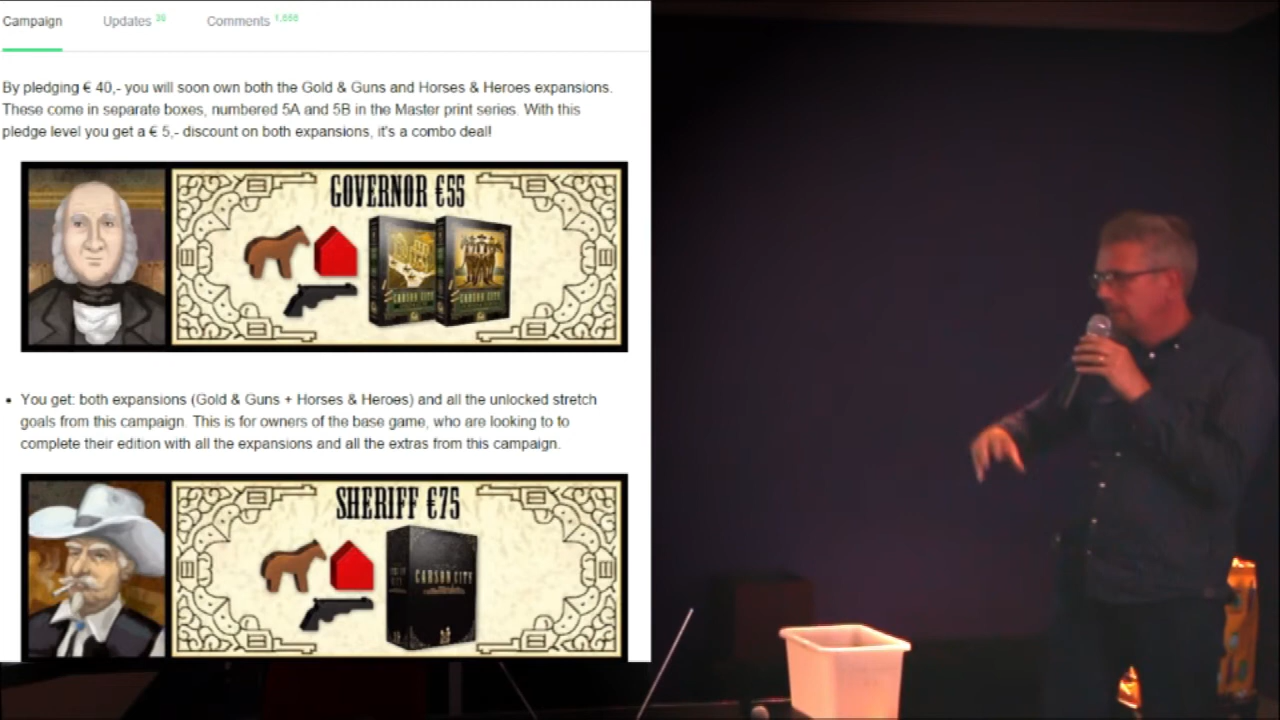 Campaign Updates 39 Comments 1,656
By pledging € 40,- you will soon own both the Gold & Guns and Horses & Heroes expansions.
These come in separate boxes, numbered 5A and 5B in the Master print series. With this
pledge level you get a € 5,- discount on both expansions, it's a combo deal!
GOVERNOR €55
CARSON CITY
CARSON CITY
You get: both expansions (Gold & Guns + Horses & Heroes) and all the unlocked stretch
goals from this campaign. This is for owners of the base game, who are looking to to
complete their edition with all the expansions and all the extras from this campaign.
SHERIFF €75
CARSON CITY